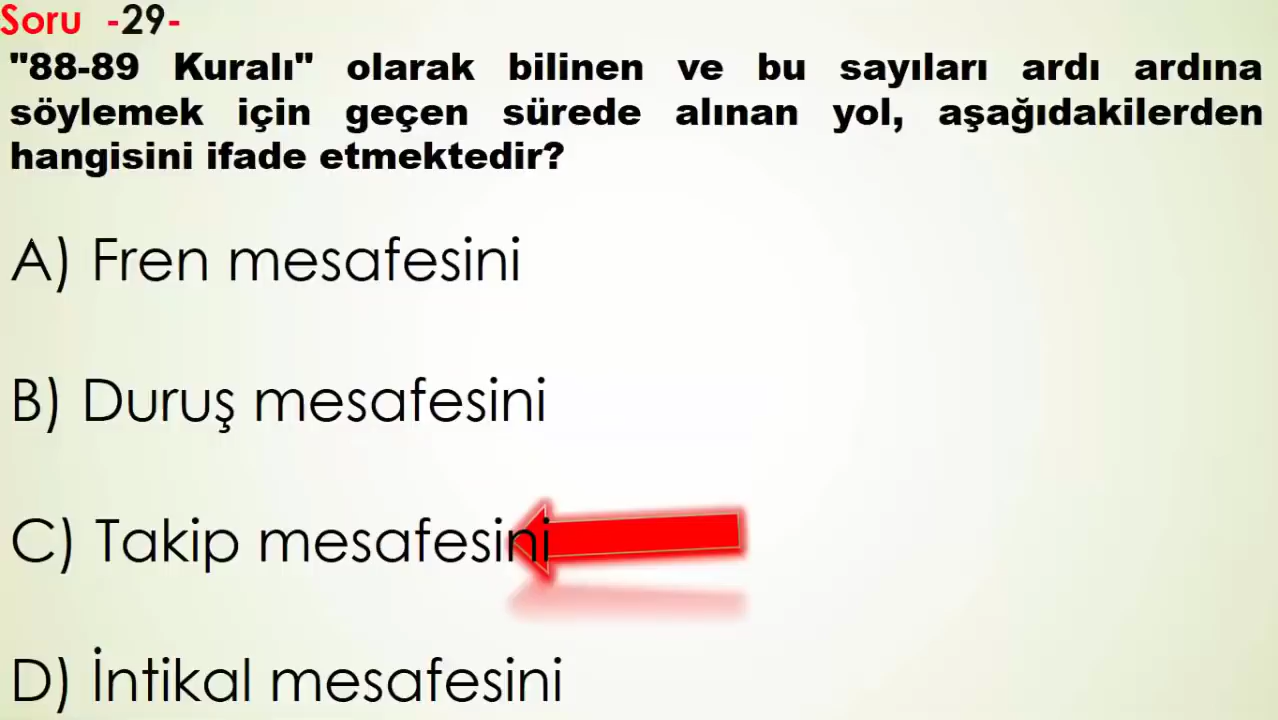 Soru -29-
"88-89 Kuralı" olarak bilinen ve bu sayıları ardı ardına
söylemek için geçen sürede alınan yol, aşağıdakilerden
hangisini ifade etmektedir?
A) Fren mesafesini
B) Duruş mesafesini
C) Takip mesafesini
D) İntikal mesafesini